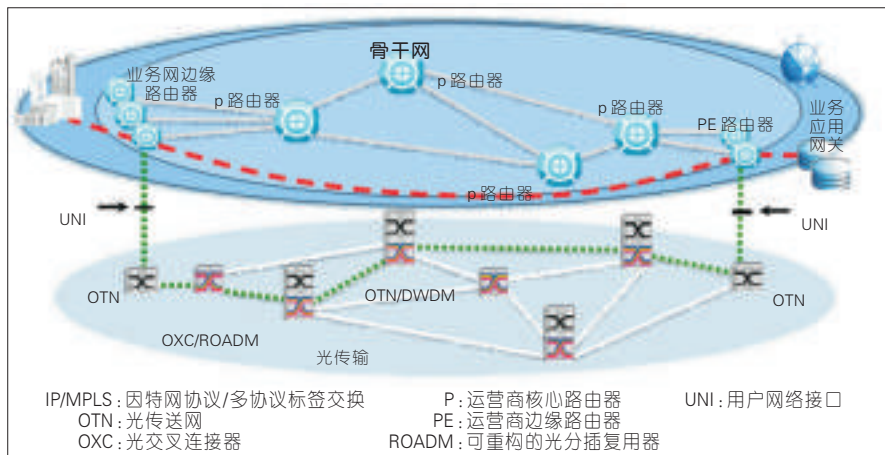 骨干网
业务网边缘
路由器
p 路由器
p 路由器
p 路由器
PE 路由器
业务
应用
网关
p 路由器
UNI
UNI
OTN
OTN/DWDM
OTN
OXC/ROADM
光传输
IP/MPLS：因特网协议/多协议标签交换
P：运营商核心路由器
UNI：用户网络接口
OTN：光传送网
PE：运营商边缘路由器
OXC：光交叉连接器
ROADM：可重构的光分插复用器